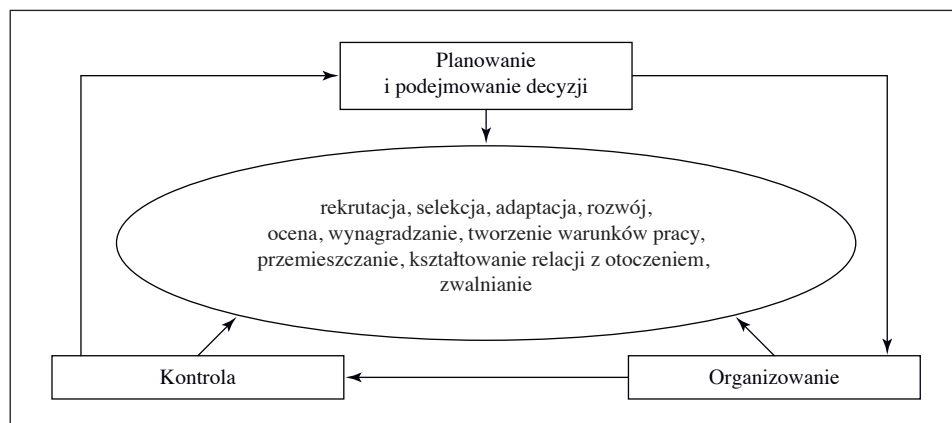 Planowanie
i podejmowanie decyzji
rekrutacja, selekcja, adaptacja, rozwój,
ocena, wynagradzanie, tworzenie warunków pracy,
przemieszczanie, kształtowanie relacji z otoczeniem,
zwalnianie
Kontrola
Organizowanie